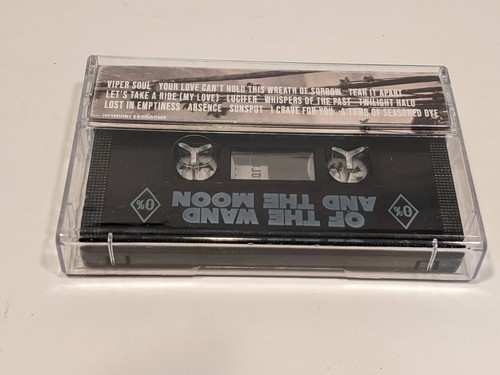 VIPER SOUL YOUR LOVE CAN'T HOLD THIS WREATH OF SORROW TEAR IT APART
LET'S TAKE A RIDE (MY LOVE) LUCIFER WHISPERS OF THE PAST TWILIGHT HALO
LOST IN EMPTINESS ABSENCE SUNSPOT I CRAVE FOR YOU A TOMB OF SEASONED DYE
OF THE WAND
AND THE MOON
%0
%0